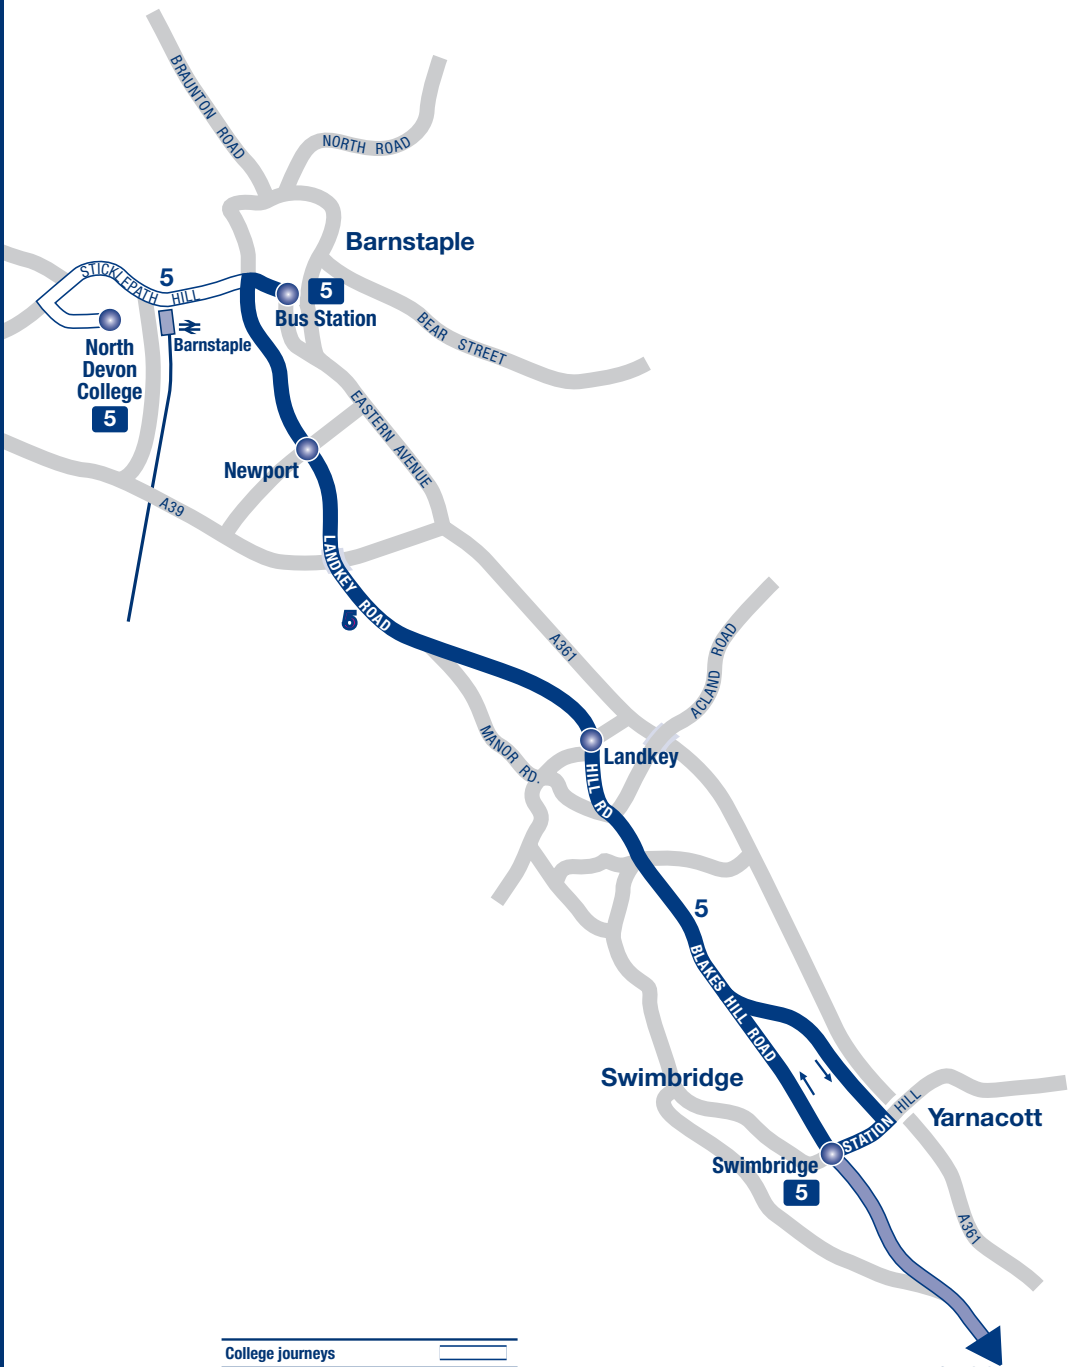 BRAUNTON ROAD
NORTH ROAD
Barnstaple
STICKLEPATH HILL
5
5
Bus Station
BEAR STREET
Barnstaple
North
Devon
College
5
EASTERN AVENUE
Newport
A39
LANDKEY ROAD
5
A361
ACLAND ROAD
MANOR RD.
Landkey
HILL RD
5
BLAKES HILL ROAD
Swimbridge
STATION HILL
Yarnacott
Swimbridge
5
A361
College journeys